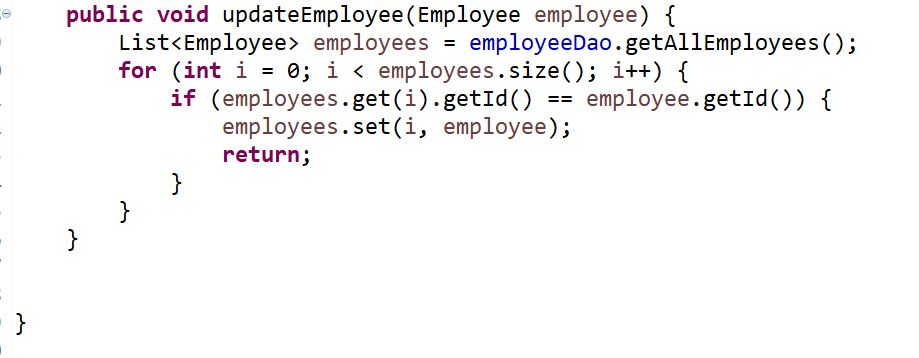 public void updateEmployee(Employee employee) {
List<Employee> employees = employeeDao.getAllEmployees();
for (int i = 0; i < employees.size(); i++) {
if (employees.get(i).getId() == employee.getId()) {
employees.set(i, employee);
return;
}
}
}
}